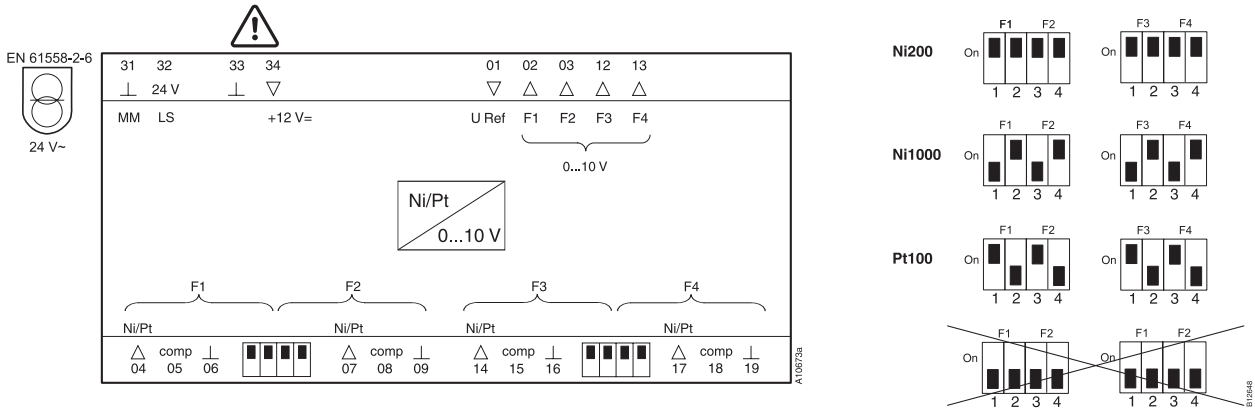 EN 61558-2-6
24 V~
31 32 33 34 01 02 03 12 13
24 V
MM LS +12 V= U Ref F1 F2 F3 F4
0...10 V
Ni/Pt
0...10 V
F1 F2 F3 F4
Ni/Pt Ni/Pt Ni/Pt Ni/Pt
comp comp comp comp
04 05 06 07 08 09 14 15 16 17 18 19
A10673a
F1 F2 F3 F4
Ni200 On On
1 2 3 4 1 2 3 4
F1 F2 F3 F4
Ni1000 On On
1 2 3 4 1 2 3 4
F1 F2 F3 F4
Pt100 On On
1 2 3 4 1 2 3 4
F1 F2 F1 F2
On On
1 2 3 4 1 2 3 4
B12648